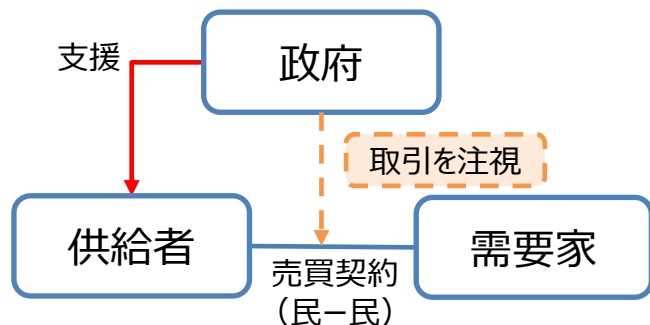 支援
政府
取引を注視
供給者
需要家
売買契約
（民－民）